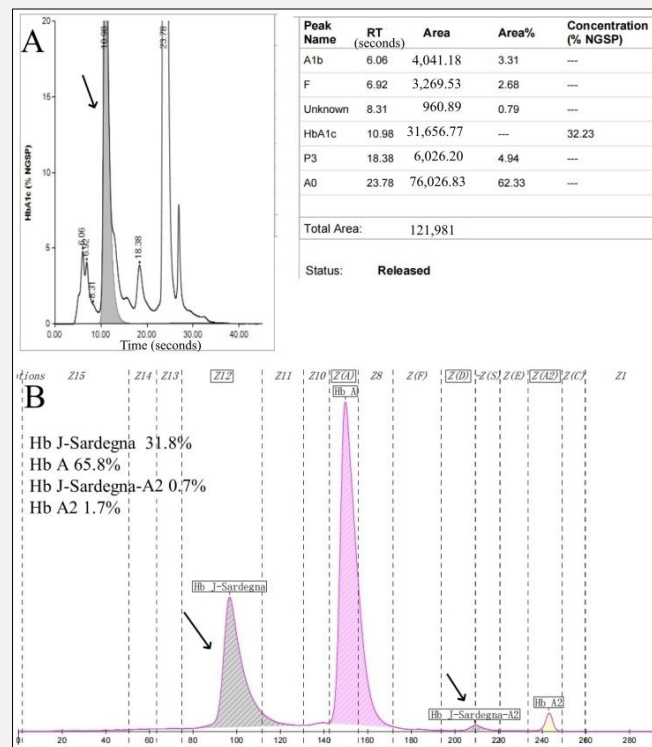 A
HbA1c (% NGSP)
20
15
10
5
0
6.06
6.92
8.31
10.98
18.38
23.78
0.00 10.00 20.00 30.00 40.00
Time (seconds)
Peak Name RT (seconds) Area Area% Concentration (% NGSP)
A1b 6.06 4,041.18 3.31 ---
F 6.92 3,269.53 2.68 ---
Unknown 8.31 960.89 0.79 ---
HbA1c 10.98 31,656.77 --- 32.23
P3 18.38 6,026.20 4.94 ---
A0 23.78 76,026.83 62.33 ---
Total Area: 121,981
Status: Released
Z15 Z14 Z13 Z12 Z11 Z10 Z(A) Z8 Z(F) Z(D) Z(S) Z(E) Z(A2) Z(C) Z1
B
Hb A
Hb J-Sardegna 31.8%
Hb A 65.8%
Hb J-Sardegna-A2 0.7%
Hb A2 1.7%
Hb J-Sardegna
Hb J-Sardegna-A2
Hb A2
20 40 60 80 100 120 140 160 180 200 220 240 260 280